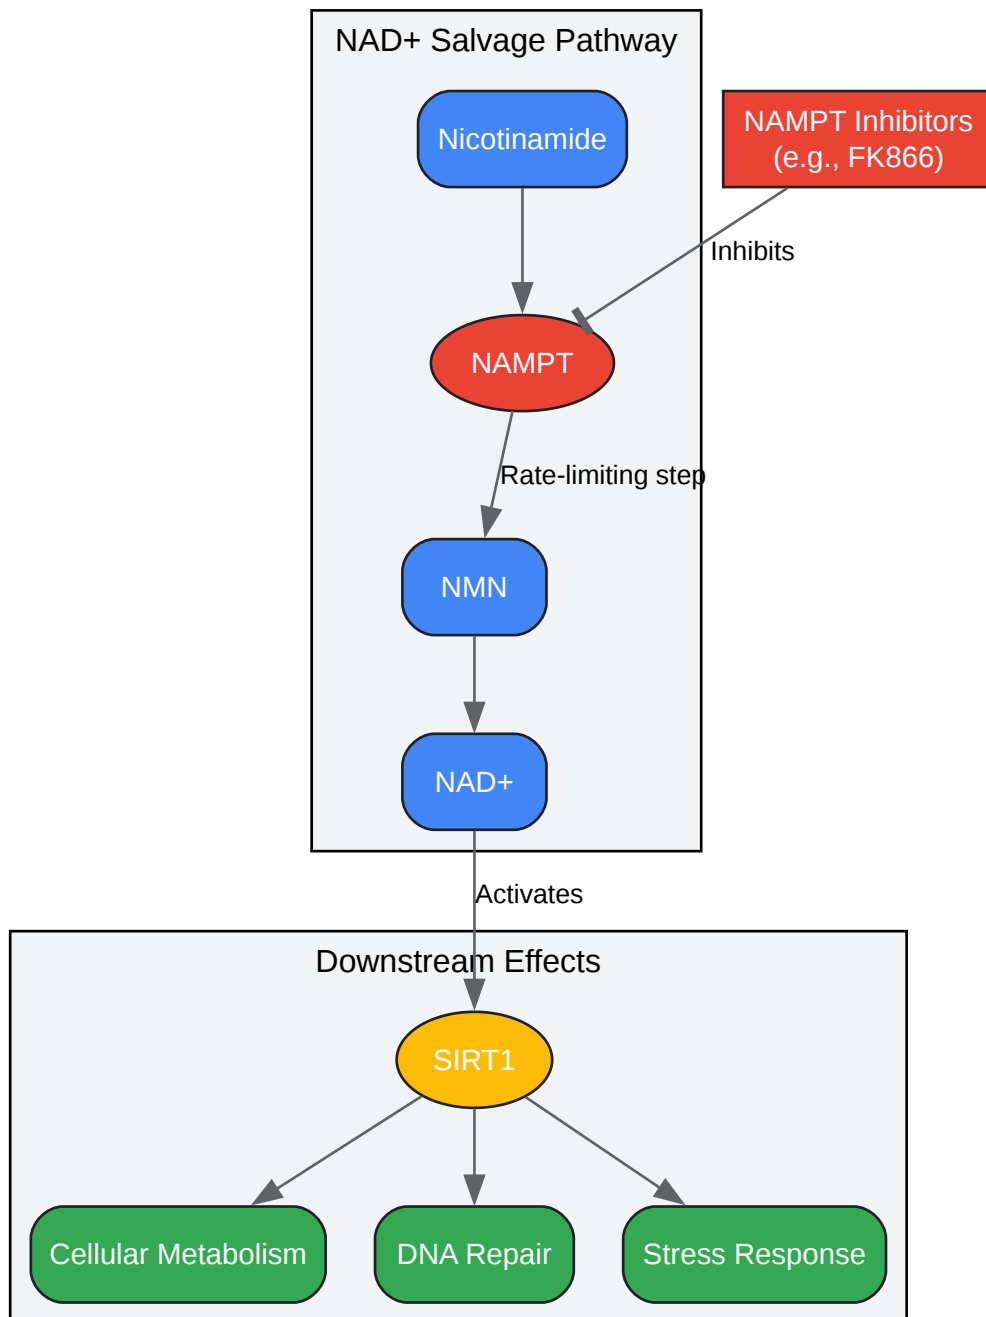 NAD+ Salvage Pathway
Nicotinamide
NAMPT Inhibitors
(e.g., FK866)
Inhibits
NAMPT
Rate-limiting step
NMN
NAD+
Activates
Downstream Effects
SIRT1
Cellular Metabolism
DNA Repair
Stress Response